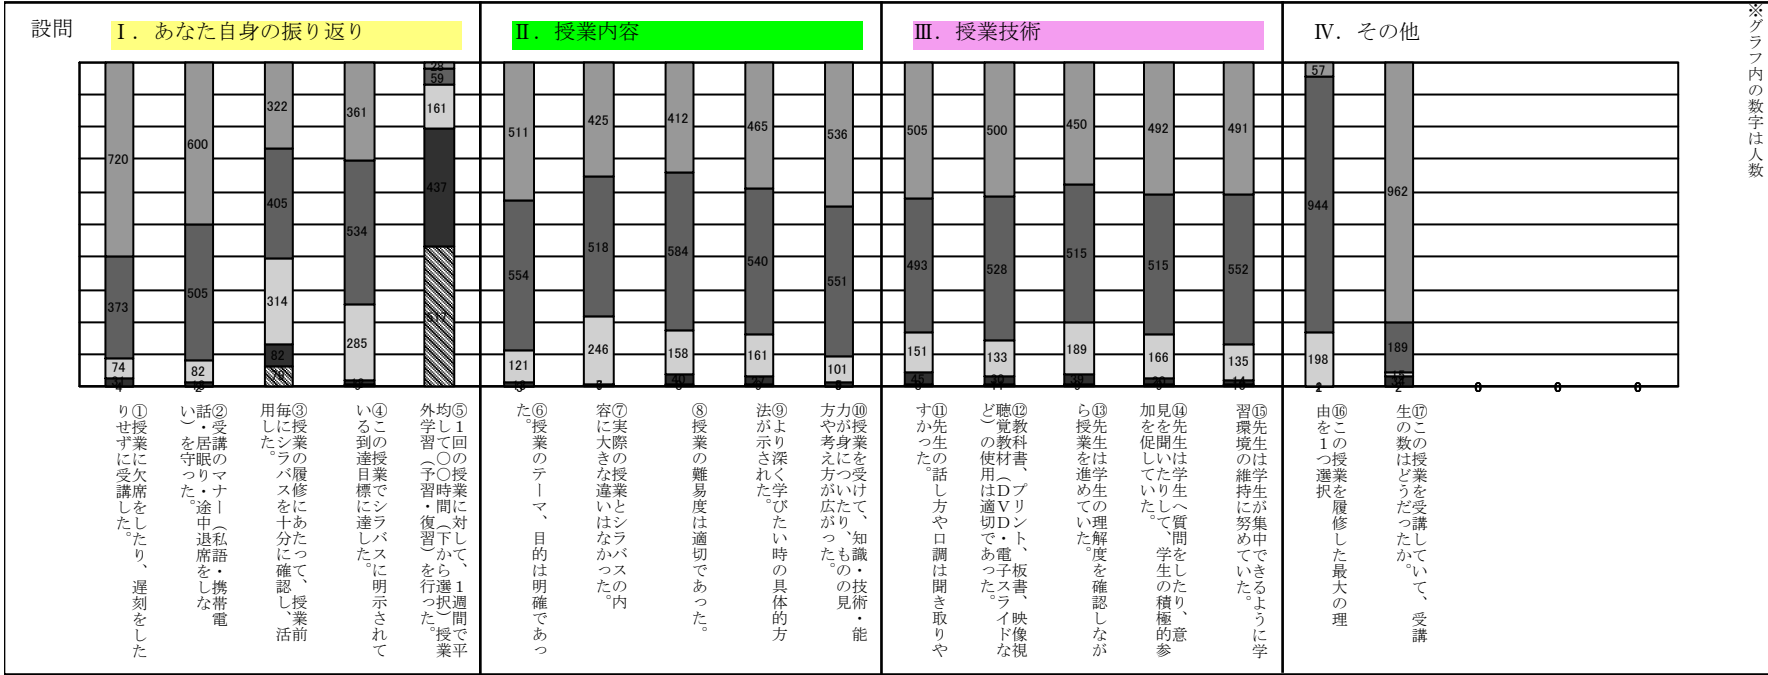 設問
Ⅰ．あなた自身の振り返り
Ⅱ．授業内容
Ⅲ．授業技術
Ⅳ．その他
※グラフ内の数字は人数
720
373
74
4
600
505
82
2
322
405
314
82
70
361
534
285
28
59
161
437
517
511
554
121
425
518
246
412
584
158
40
465
540
161
536
551
101
505
493
151
45
500
528
133
30
11
450
515
189
39
492
515
166
491
552
135
57
944
198
962
189
15
2
0
0
0
①授業に欠席をしたり、遅刻をした
りせずに受講した。
②受講のマナー（私語・携帯電
話・居眠り・途中退席をしな
い）を守った。
③授業の履修にあたって、授業前
毎にシラバスを十分に確認し、活
用した。
④この授業でシラバスに明示されて
いる到達目標に達した。
⑤１回の授業に対して、１週間で平
均して〇〇時間（下から選択）授業
外学習（予習・復習）を行った。
⑥授業のテーマ、目的は明確であっ
た。
⑦実際の授業とシラバスの内
容に大きな違いはなかった。
⑧授業の難易度は適切であった。
⑨より深く学びたい時の具体的方
法が示された。
⑩授業を受けて、知識・技術・能
力が身についたり、ものの見
方や考え方が広がった。
⑪先生の話し方や口調は聞き取りや
すかった。
⑫教科書、プリント、板書、映像視
聴覚教材（ＤＶＤ・電子スライドな
ど）の使用は適切であった。
⑬先生は学生の理解度を確認しなが
ら授業を進めていた。
⑭先生は学生へ質問をしたり、意
見を聞いたりして、学生の積極的参
加を促していた。
⑮先生は学生が集中できるように学
習環境の維持に努めていた。
⑯この授業を履修した最大の理
由を１つ選択
⑰この授業を受講していて、受講
生の数はどうだったか。